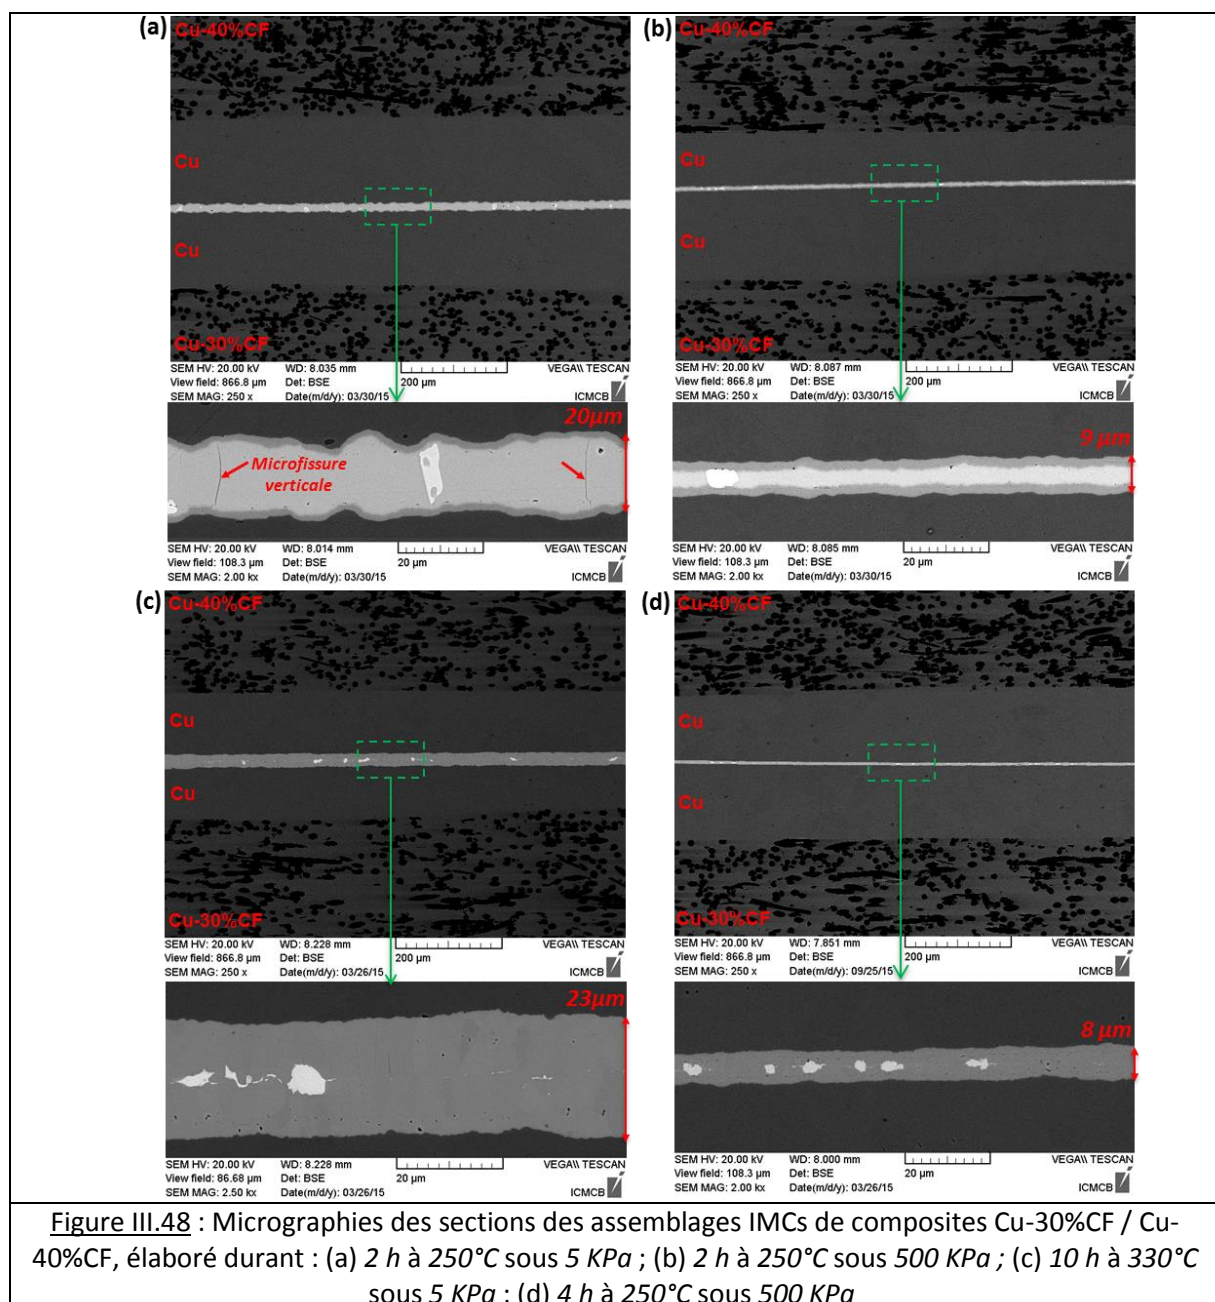 (a)
Cu-40%CF
Cu
Cu
Cu-30%CF
SEM HV: 20.00 kV WD: 8.035 mm
View field: 866.8 µm Det: BSE 200 µm
SEM MAG: 250 x Date(m/d/y): 03/30/15
VEGA\\ TESCAN
ICMCB
20µm
Microfissure
verticale
SEM HV: 20.00 kV WD: 8.014 mm
View field: 108.3 µm Det: BSE 20 µm
SEM MAG: 2.00 kx Date(m/d/y): 03/30/15
VEGA\\ TESCAN
ICMCB
(b)
Cu-40%CF
Cu
Cu
Cu-30%CF
SEM HV: 20.00 kV WD: 8.087 mm
View field: 866.8 µm Det: BSE 200 µm
SEM MAG: 250 x Date(m/d/y): 03/30/15
VEGA\\ TESCAN
ICMCB
9 µm
SEM HV: 20.00 kV WD: 8.085 mm
View field: 108.3 µm Det: BSE 20 µm
SEM MAG: 2.00 kx Date(m/d/y): 03/30/15
VEGA\\ TESCAN
ICMCB
(c)
Cu-40%CF
Cu
Cu
Cu-30%CF
SEM HV: 20.00 kV WD: 8.228 mm
View field: 866.8 µm Det: BSE 200 µm
SEM MAG: 250 x Date(m/d/y): 03/26/15
VEGA\\ TESCAN
ICMCB
23µm
SEM HV: 20.00 kV WD: 8.228 mm
View field: 86.68 µm Det: BSE 20 µm
SEM MAG: 2.50 kx Date(m/d/y): 03/26/15
VEGA\\ TESCAN
ICMCB
(d)
Cu-40%CF
Cu
Cu
Cu-30%CF
SEM HV: 20.00 kV WD: 7.851 mm
View field: 866.8 µm Det: BSE 200 µm
SEM MAG: 250 x Date(m/d/y): 09/25/15
VEGA\\ TESCAN
ICMCB
8 µm
SEM HV: 20.00 kV WD: 8.000 mm
View field: 108.3 µm Det: BSE 20 µm
SEM MAG: 2.00 kx Date(m/d/y): 03/26/15
VEGA\\ TESCAN
ICMCB
Figure III.48 : Micrographies des sections des assemblages IMCs de composites Cu-30%CF / Cu-
40%CF, élaboré durant : (a) 2 h à 250°C sous 5 KPa ; (b) 2 h à 250°C sous 500 KPa ; (c) 10 h à 330°C
sous 5 KPa ; (d) 4 h à 250°C sous 500 KPa